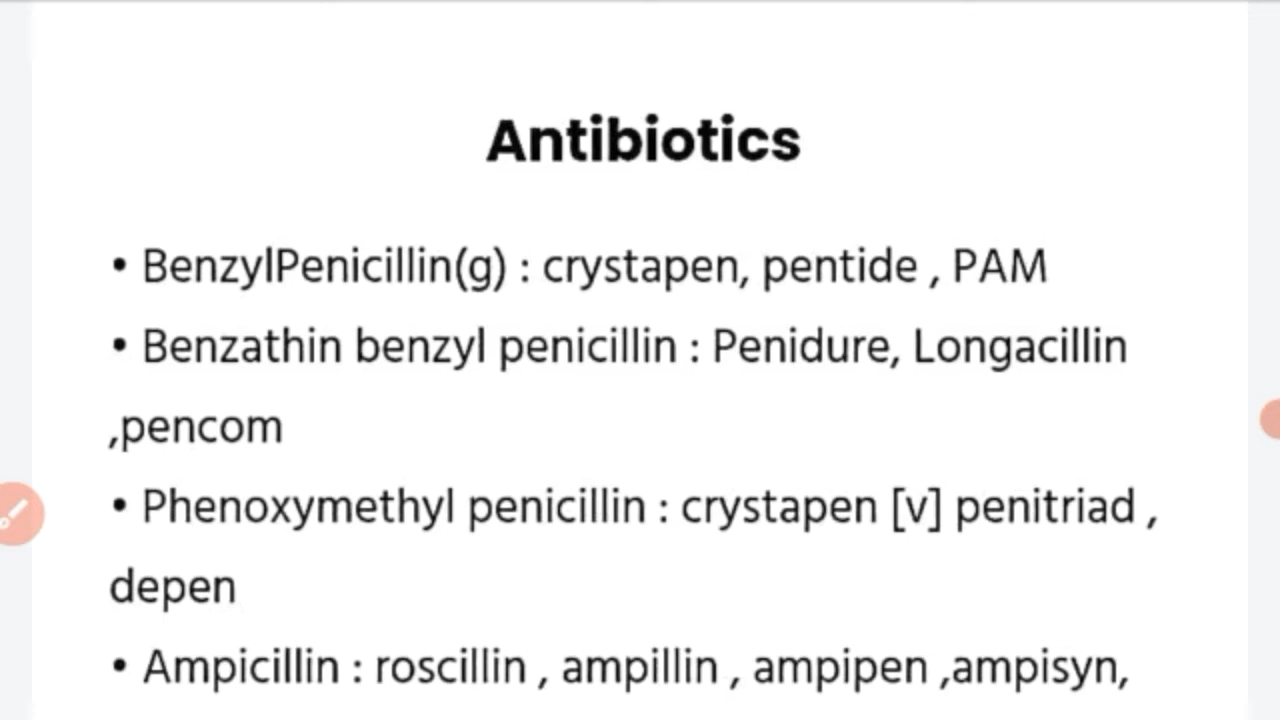 Antibiotics
• BenzylPenicillin(g) : crystapen, pentide , PAM
• Benzathin benzyl penicillin : Penidure, Longacillin
,pencom
• Phenoxymethyl penicillin : crystapen [v] penitriad ,
depen
• Ampicillin : roscillin , ampillin , ampipen ,ampisyn,